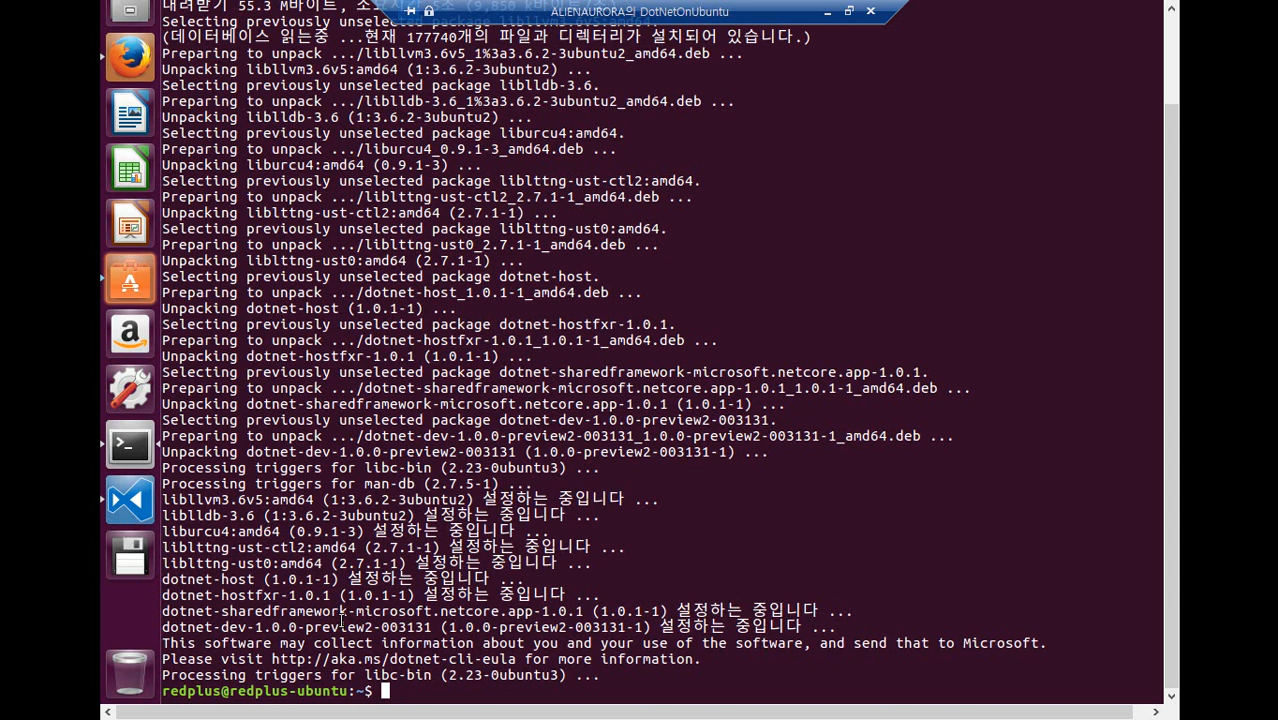 ALIENAURORA의 DotNetOnUbuntu
내려받기 55.3 M바이트, 소요시
Selecting previously unselected
(데이터베이스 읽는중 ...현재 177740개의 파일과 디렉터리가 설치되어 있습니다.)
Preparing to unpack .../libllvm3.6v5_1%3a3.6.2-3ubuntu2_amd64.deb ...
Unpacking libllvm3.6v5:amd64 (1:3.6.2-3ubuntu2) ...
Selecting previously unselected package liblldb-3.6.
Preparing to unpack .../liblldb-3.6_1%3a3.6.2-3ubuntu2_amd64.deb ...
Unpacking liblldb-3.6 (1:3.6.2-3ubuntu2) ...
Selecting previously unselected package liburcu4:amd64.
Preparing to unpack .../liburcu4_0.9.1-3_amd64.deb ...
Unpacking liburcu4:amd64 (0.9.1-3) ...
Selecting previously unselected package liblttng-ust-ctl2:amd64.
Preparing to unpack .../liblttng-ust-ctl2_2.7.1-1_amd64.deb ...
Unpacking liblttng-ust-ctl2:amd64 (2.7.1-1) ...
Selecting previously unselected package liblttng-ust0:amd64.
Preparing to unpack .../liblttng-ust0_2.7.1-1_amd64.deb ...
Unpacking liblttng-ust0:amd64 (2.7.1-1) ...
Selecting previously unselected package dotnet-host.
Preparing to unpack .../dotnet-host_1.0.1-1_amd64.deb ...
Unpacking dotnet-host (1.0.1-1) ...
Selecting previously unselected package dotnet-hostfxr-1.0.1.
Preparing to unpack .../dotnet-hostfxr-1.0.1_1.0.1-1_amd64.deb ...
Unpacking dotnet-hostfxr-1.0.1 (1.0.1-1) ...
Selecting previously unselected package dotnet-sharedframework-microsoft.netcore.app-1.0.1.
Preparing to unpack .../dotnet-sharedframework-microsoft.netcore.app-1.0.1_1.0.1-1_amd64.deb ...
Unpacking dotnet-sharedframework-microsoft.netcore.app-1.0.1 (1.0.1-1) ...
Selecting previously unselected package dotnet-dev-1.0.0-preview2-003131.
Preparing to unpack .../dotnet-dev-1.0.0-preview2-003131_1.0.0-preview2-003131-1_amd64.deb ...
Unpacking dotnet-dev-1.0.0-preview2-003131 (1.0.0-preview2-003131-1) ...
Processing triggers for libc-bin (2.23-0ubuntu3) ...
Processing triggers for man-db (2.7.5-1) ...
libllvm3.6v5:amd64 (1:3.6.2-3ubuntu2) 설정하는 중입니다 ...
liblldb-3.6 (1:3.6.2-3ubuntu2) 설정하는 중입니다 ...
liburcu4:amd64 (0.9.1-3) 설정하는 중입니다 ...
liblttng-ust-ctl2:amd64 (2.7.1-1) 설정하는 중입니다 ...
liblttng-ust0:amd64 (2.7.1-1) 설정하는 중입니다 ...
dotnet-host (1.0.1-1) 설정하는 중입니다 ...
dotnet-hostfxr-1.0.1 (1.0.1-1) 설정하는 중입니다 ...
dotnet-sharedframework-microsoft.netcore.app-1.0.1 (1.0.1-1) 설정하는 중입니다 ...
dotnet-dev-1.0.0-preview2-003131 (1.0.0-preview2-003131-1) 설정하는 중입니다 ...
This software may collect information about you and your use of the software, and send that to Microsoft.
Please visit http://aka.ms/dotnet-cli-eula for more information.
Processing triggers for libc-bin (2.23-0ubuntu3) ...
redplus@redplus-ubuntu:~$